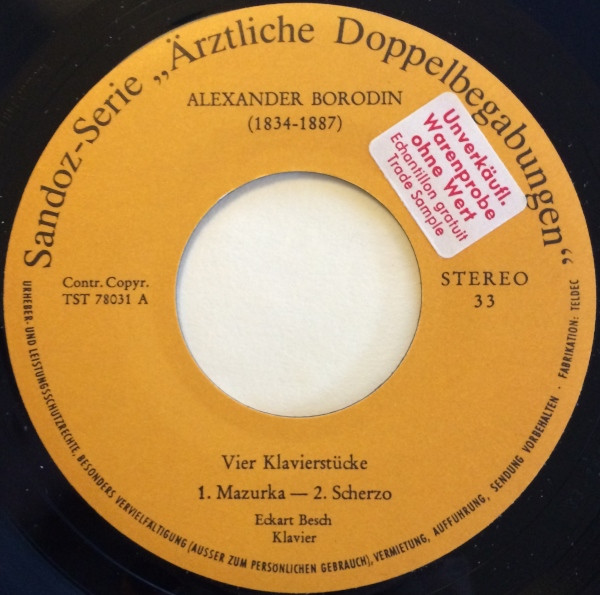 Sandoz-Serie „Ärztliche Doppelbegabungen“
ALEXANDER BORODIN
(1834-1887)
Unverkäufl.
Warenprobe
ohne Wert
Echantillon gratuit
Trade Sample
Contr. Copyr.
TST 78031 A
STEREO
33
Vier Klavierstücke
1. Mazurka — 2. Scherzo
Eckart Besch
Klavier
URHEBER- UND LEISTUNGSSCHUTZRECHTE, BESONDERS VERVIELFÄLTIGUNG (AUSSER ZUM PERSÖNLICHEN GEBRAUCH), VERMIETUNG, AUFFÜHRUNG, SENDUNG VORBEHALTEN · FABRIKATION: TELDEC